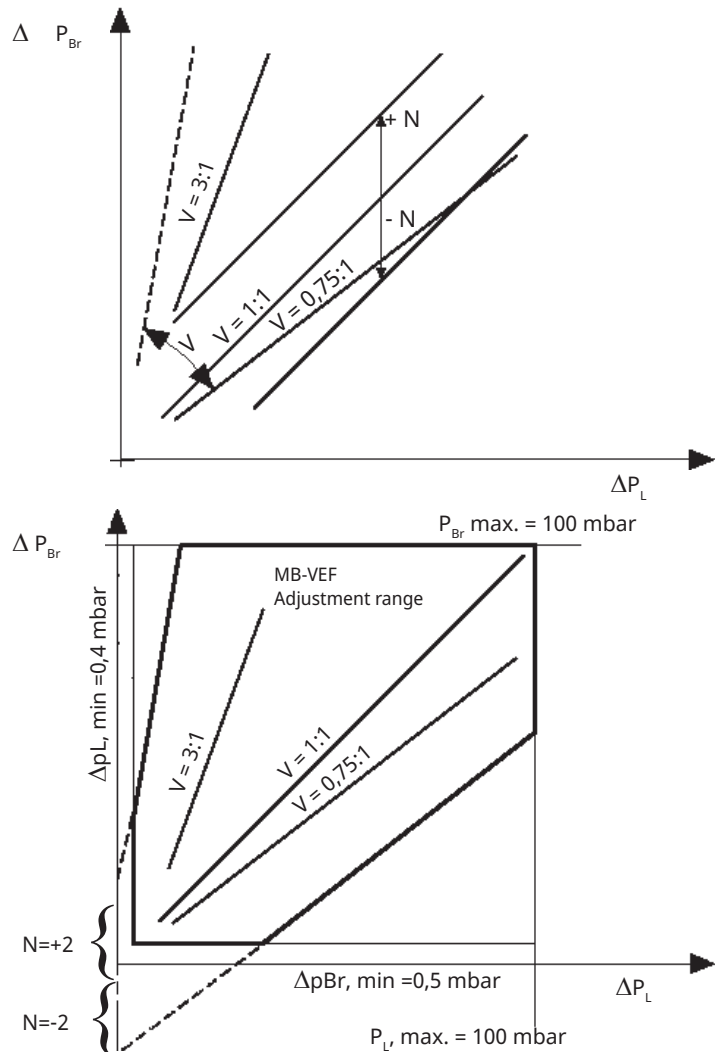 Δ P_Br
V = 3:1
+ N
- N
V = 1:1
V = 0,75:1
V
ΔP_L
P_Br max. = 100 mbar
Δ P_Br
MB-VEF
Adjustment range
ΔpL, min =0,4 mbar
V = 3:1
V = 1:1
V = 0,75:1
N=+2
ΔpBr, min =0,5 mbar
ΔP_L
N=-2
P_L, max. = 100 mbar